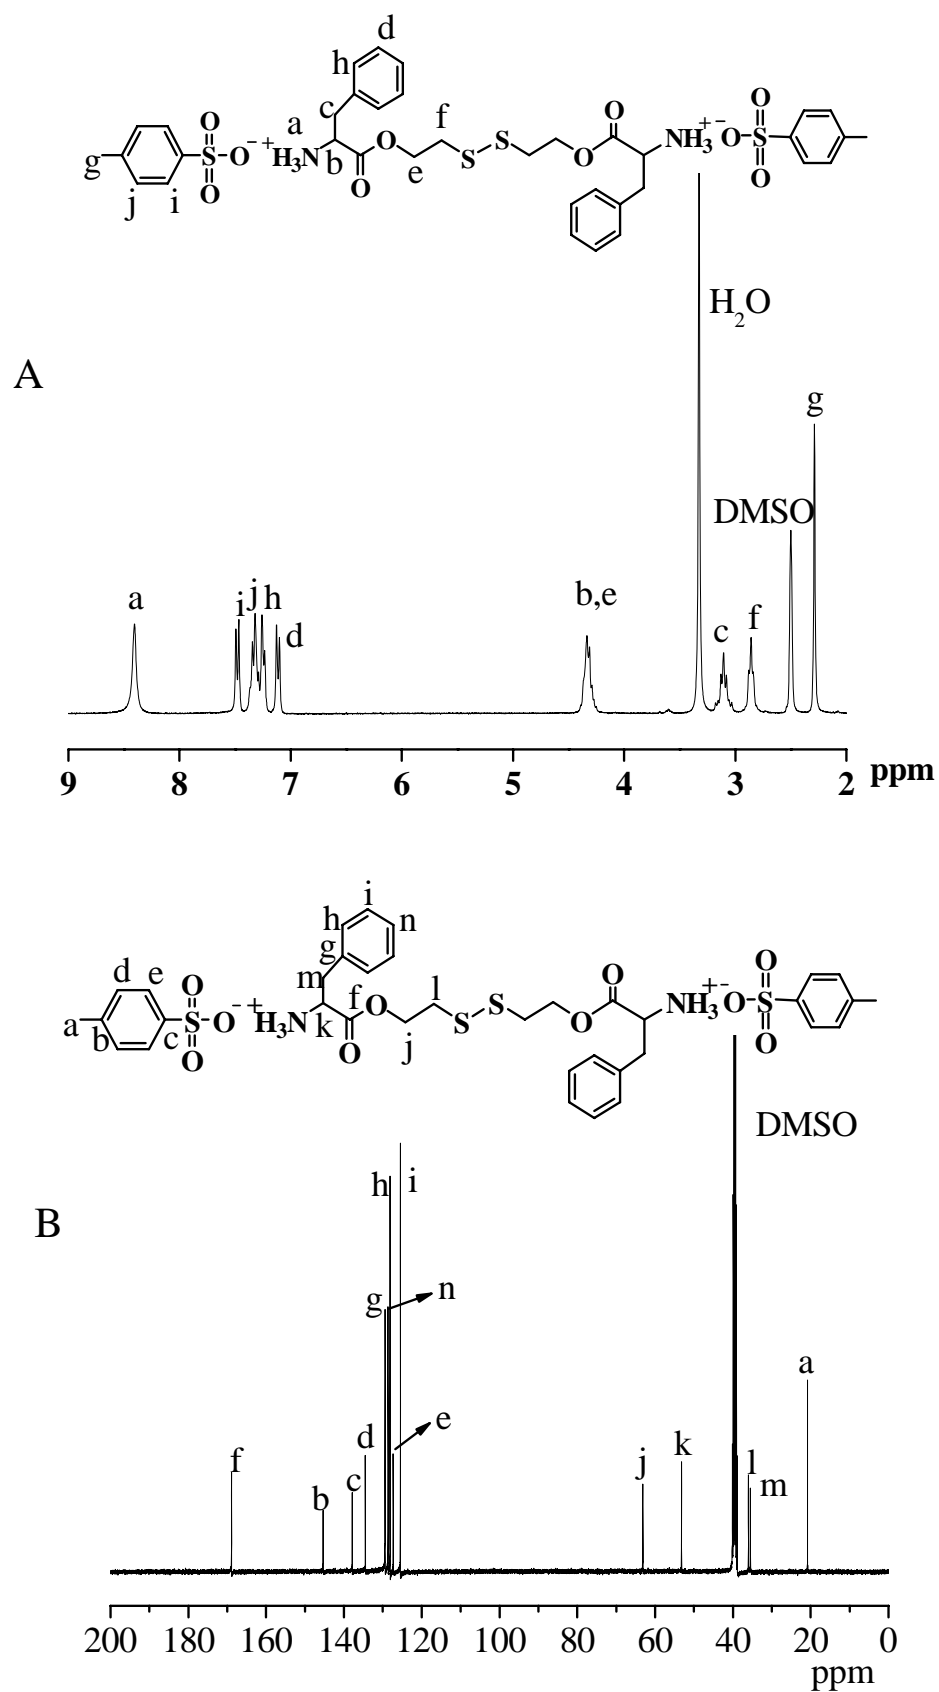 d
h
c
f
a
O
O
O
g
S
O
− +
H3N
b
O
S
S
O
NH3
+ −
O
S
O
e
O
O
j
i
O
H2O
A
g
DMSO
a
i
j
h
d
b,e
c
f
9 8 7 6 5 4 3 2 ppm
i
h
n
g
d
e
m
l
O
O
O
f
O
S
S
NH3
+ −
O
S
a
S
O
− +
H3N
k
O
b
c
O
O
j
O
DMSO
h
i
B
n
g
a
e
d
f
k
j
l
c
m
b
200 180 160 140 120 100 80 60 40 20 0
ppm